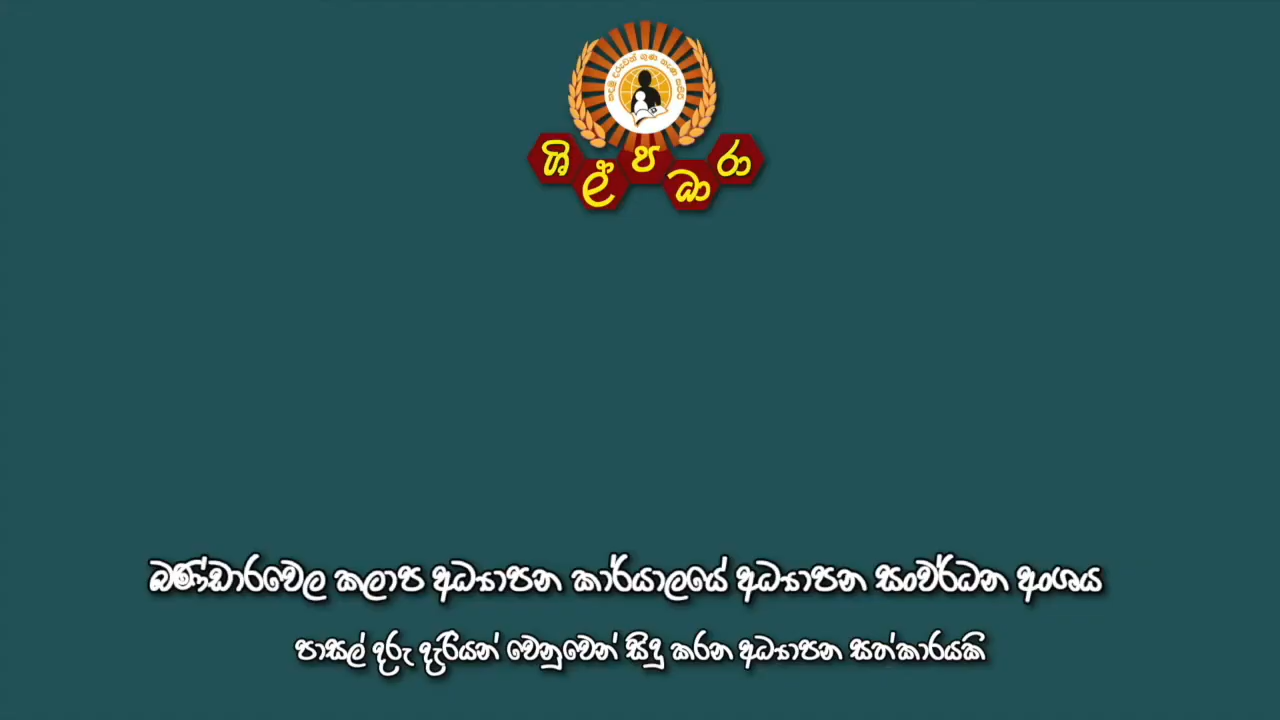 ශිල්ප ධාරා
බණ්ඩාරවෙල කලාප අධ්‍යාපන කාර්යාලයේ අධ්‍යාපන සංවර්ධන අංශය
පාසල් දරු දැරියන් වෙනුවෙන් සිදු කරන අධ්‍යාපන සත්කාරයකි